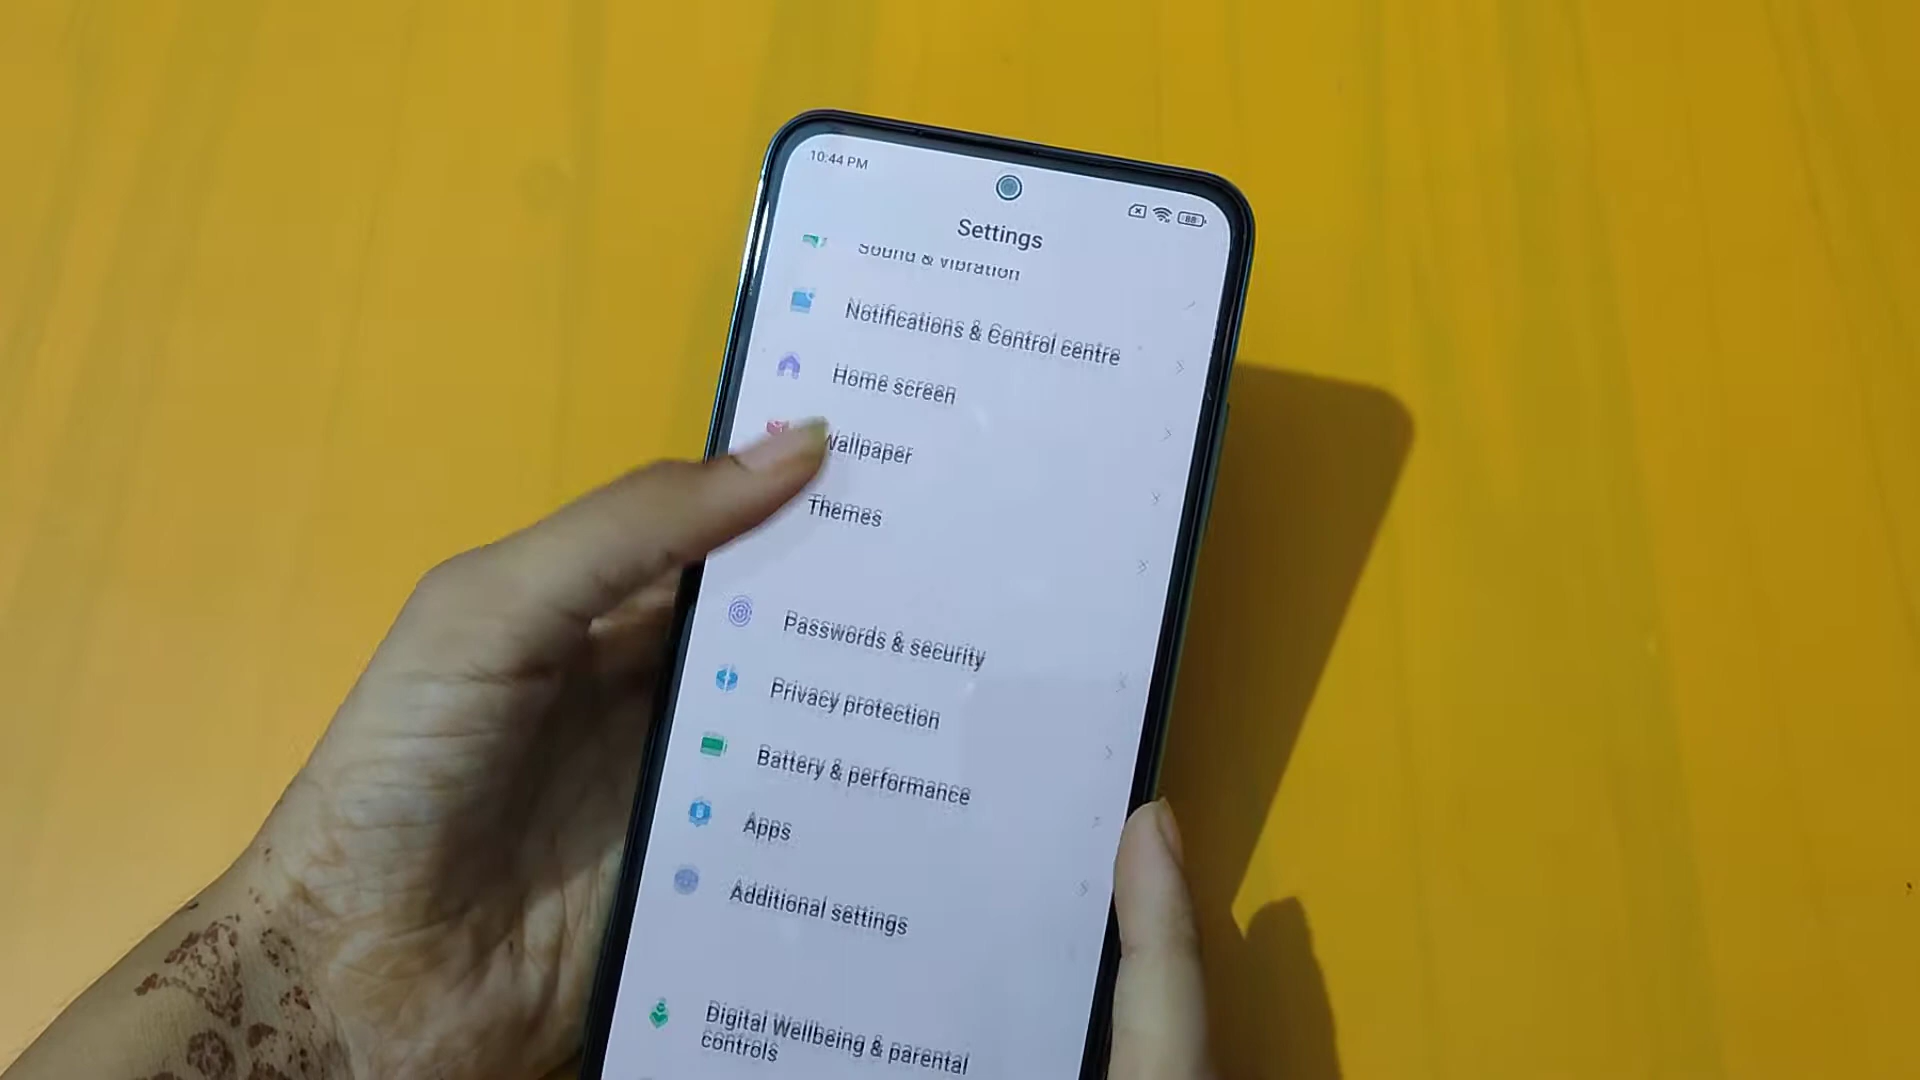 10:44 PM
88
Settings
Sound & vibration
Notifications & Control centre
Home screen
Wallpaper
Themes
Passwords & security
Privacy protection
Battery & performance
Apps
Additional settings
Digital Wellbeing & parental
controls